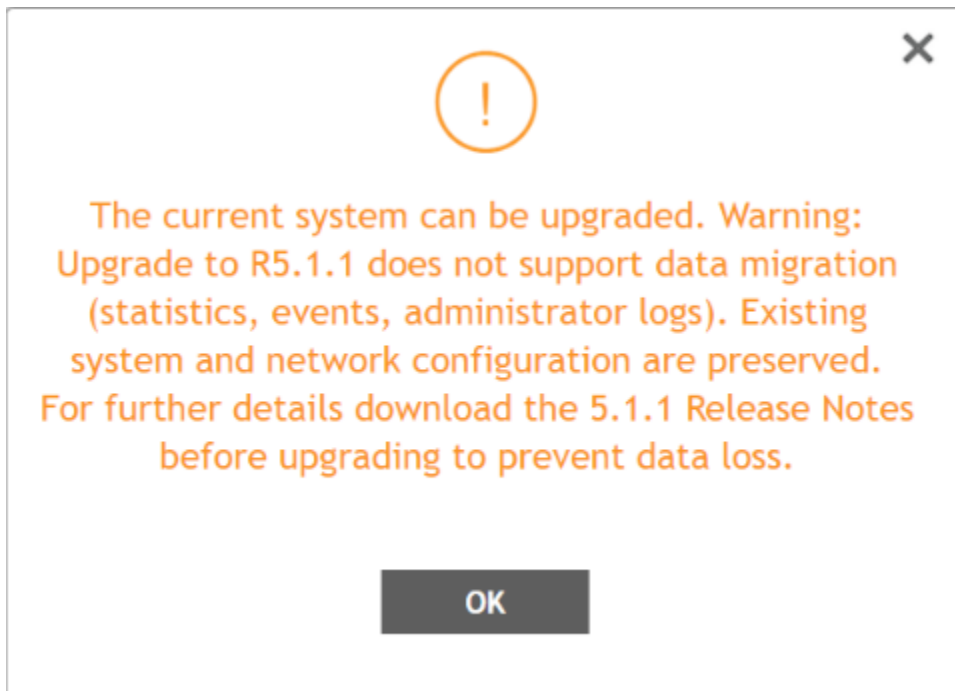 !
The current system can be upgraded. Warning:
Upgrade to R5.1.1 does not support data migration
(statistics, events, administrator logs). Existing
system and network configuration are preserved.
For further details download the 5.1.1 Release Notes
before upgrading to prevent data loss.
OK